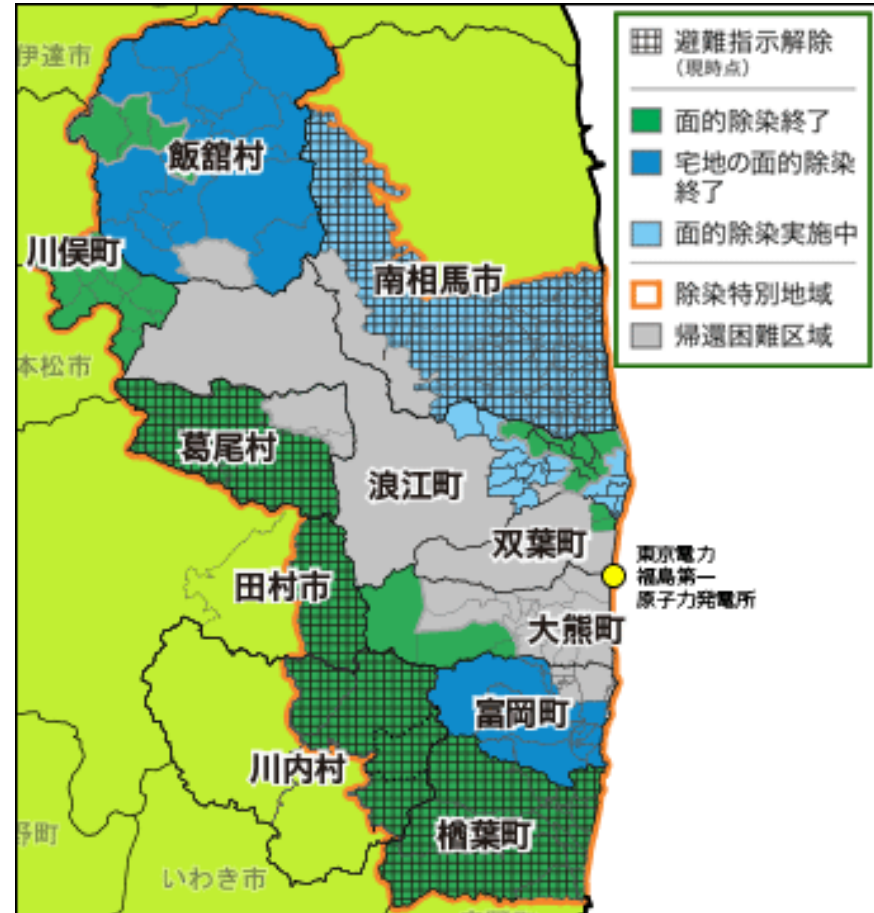 伊達市
避難指示解除
（現時点）
面的除染終了
宅地の面的除染
終了
面的除染実施中
除染特別地域
帰還困難区域
飯舘村
川俣町
南相馬市
本松市
葛尾村
浪江町
双葉町
東京電力
福島第一
原子力発電所
田村市
大熊町
富岡町
川内村
楢葉町
野町
いわき市